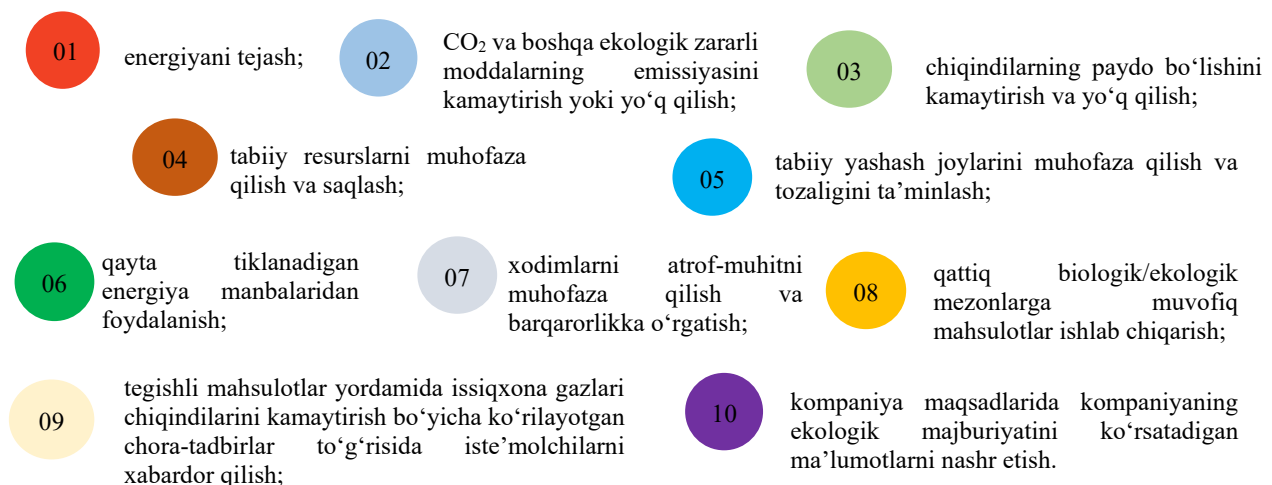 01
energiyani tejash;
02
CO₂ va boshqa ekologik zararli
moddalarning emissiyasini
kamaytirish yoki yo‘q qilish;
03
chiqindilarning paydo bo‘lishini
kamaytirish va yo‘q qilish;
04
tabiiy resurslarni muhofaza
qilish va saqlash;
05
tabiiy yashash joylarini muhofaza qilish va
tozaligini ta’minlash;
06
qayta tiklanadigan
energiya manbalaridan
foydalanish;
07
xodimlarni atrof-muhitni
muhofaza qilish va
barqarorlikka o‘rgatish;
08
qattiq biologik/ekologik
mezonlarga muvofiq
mahsulotlar ishlab chiqarish;
09
tegishli mahsulotlar yordamida issiqxona gazlari
chiqindilarini kamaytirish bo‘yicha ko‘rilayotgan
chora-tadbirlar to‘g‘risida iste’molchilarni
xabardor qilish;
10
kompaniya maqsadlarida kompaniyaning
ekologik majburiyatini ko‘rsatadigan
ma’lumotlarni nashr etish.